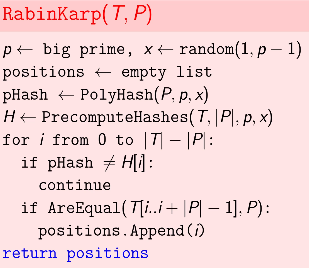 RabinKarp(T, P)
p ← big prime, x ← random(1, p − 1)
positions ← empty list
pHash ← PolyHash(P, p, x)
H ← PrecomputeHashes(T, |P|, p, x)
for i from 0 to |T| − |P|:
if pHash ≠ H[i]:
continue
if AreEqual(T[i..i + |P| − 1], P):
positions.Append(i)
return positions